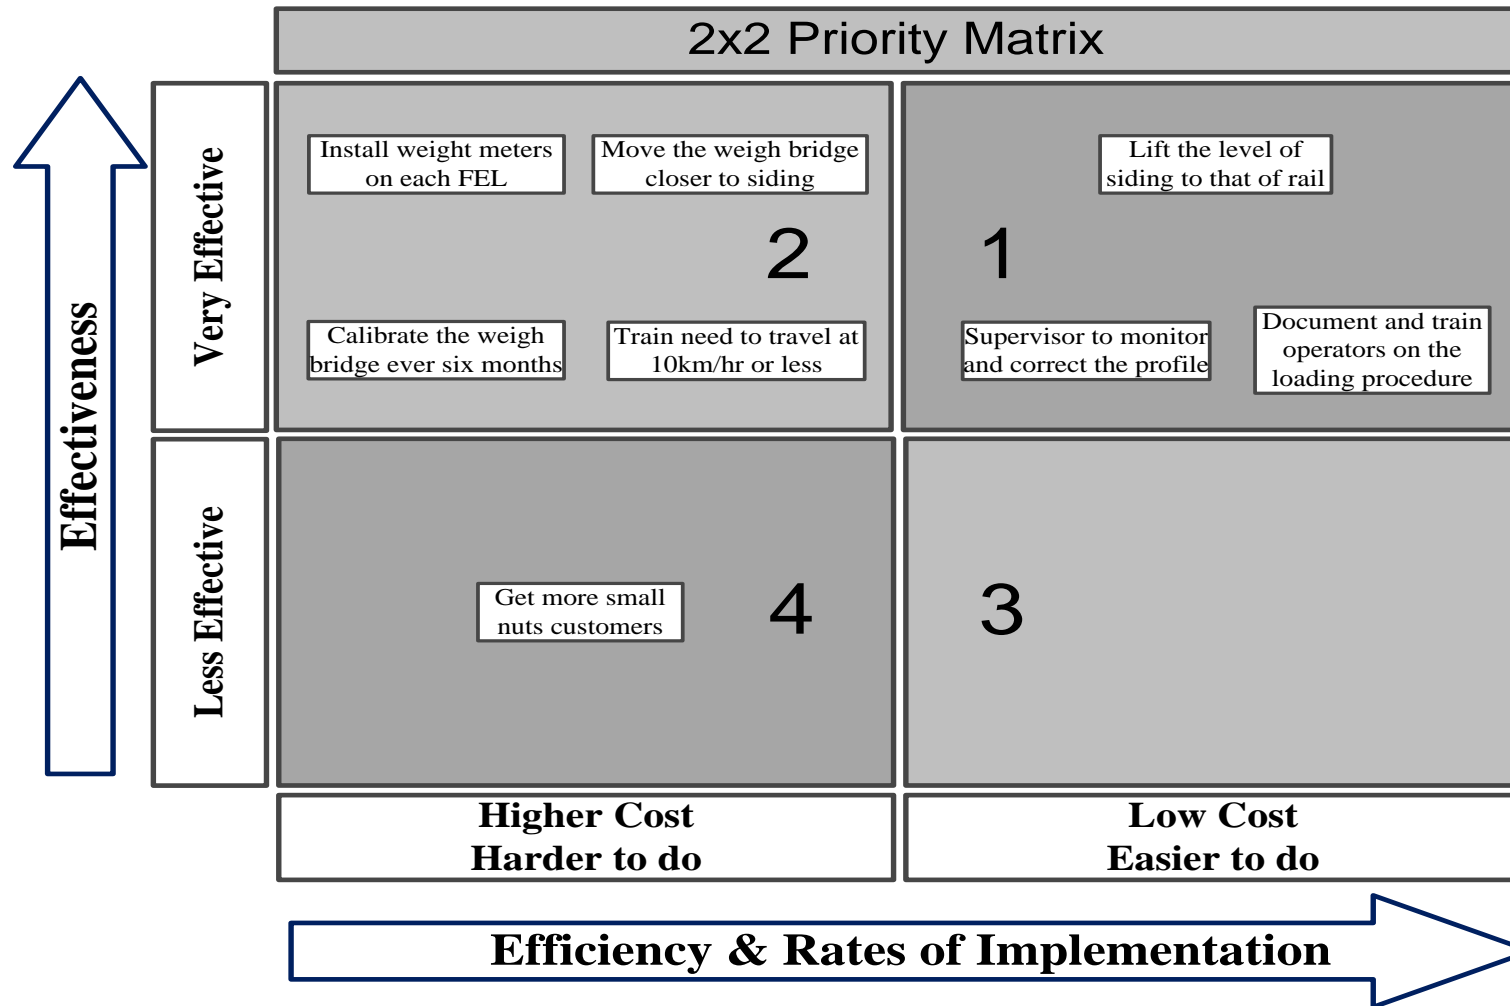 2x2 Priority Matrix
Effectiveness
Very Effective
Install weight meters
on each FEL
Move the weigh bridge
closer to siding
2
Calibrate the weigh
bridge ever six months
Train need to travel at
10km/hr or less
Lift the level of
siding to that of rail
1
Supervisor to monitor
and correct the profile
Document and train
operators on the
loading procedure
Less Effective
Get more small
nuts customers
4
3
Higher Cost
Harder to do
Low Cost
Easier to do
Efficiency & Rates of Implementation